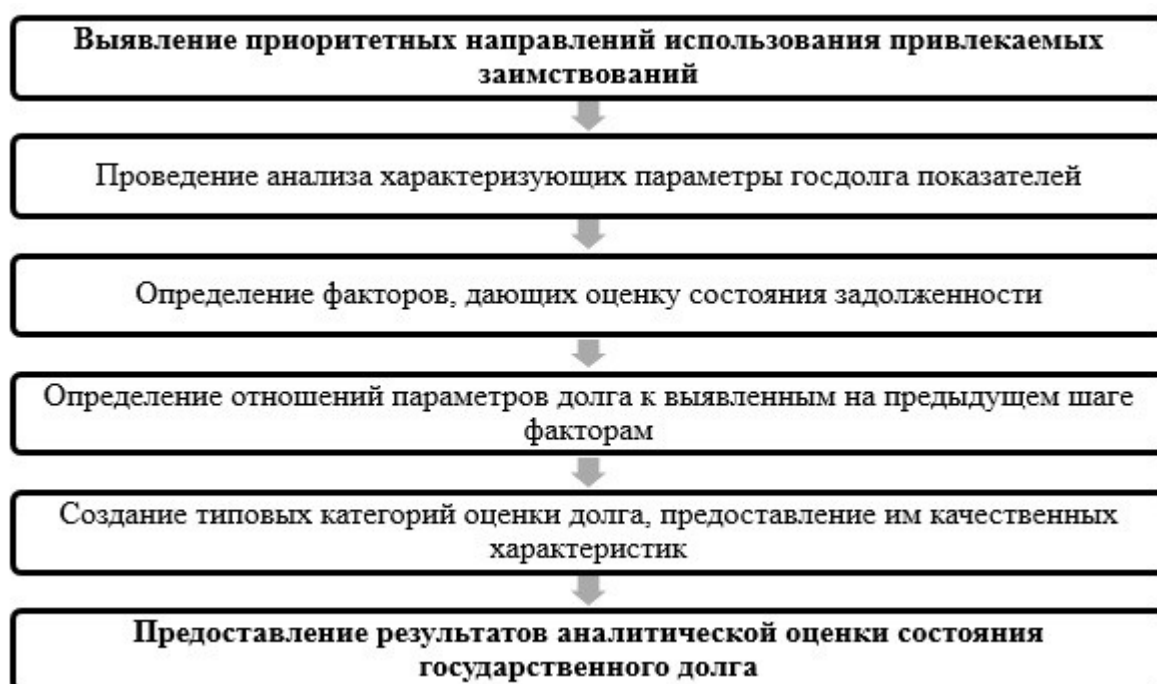 Выявление приоритетных направлений использования привлекаемых
заимствований
Проведение анализа характеризующих параметры госдолга показателей
Определение факторов, дающих оценку состояния задолженности
Определение отношений параметров долга к выявленным на предыдущем шаге
факторам
Создание типовых категорий оценки долга, предоставление им качественных
характеристик
Предоставление результатов аналитической оценки состояния
государственного долга